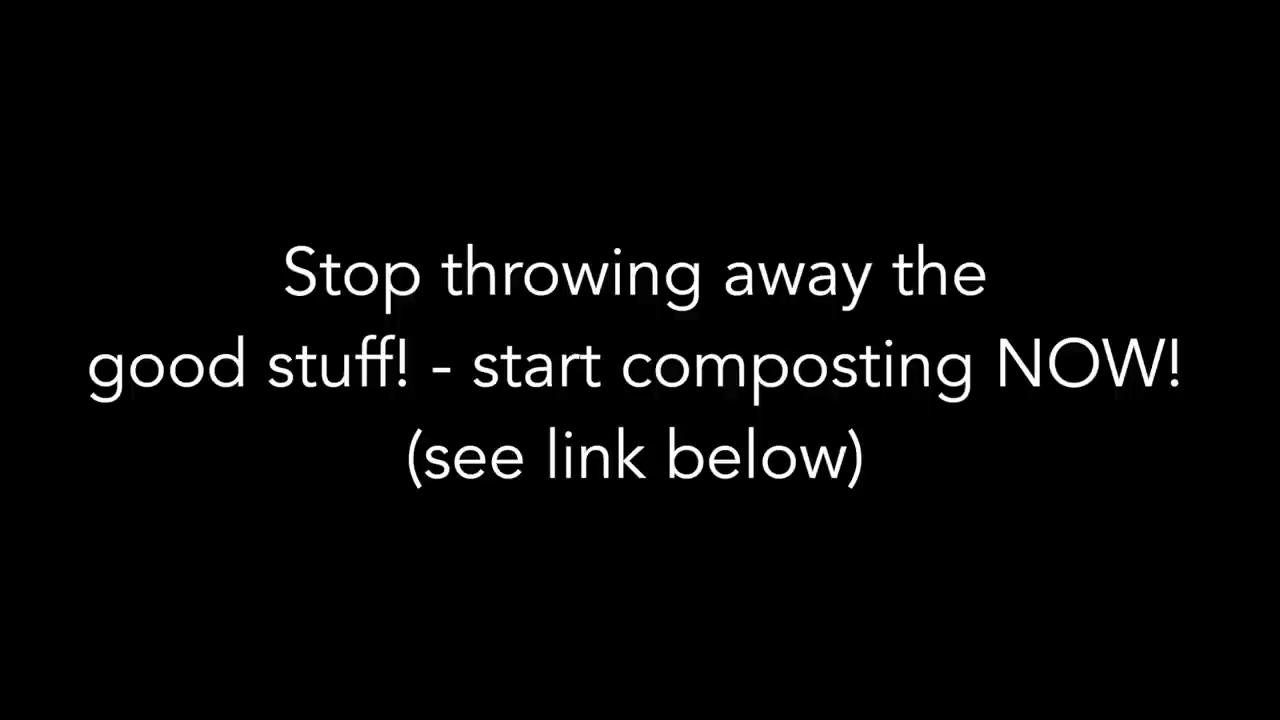 Stop throwing away the
good stuff! - start composting NOW!
(see link below)